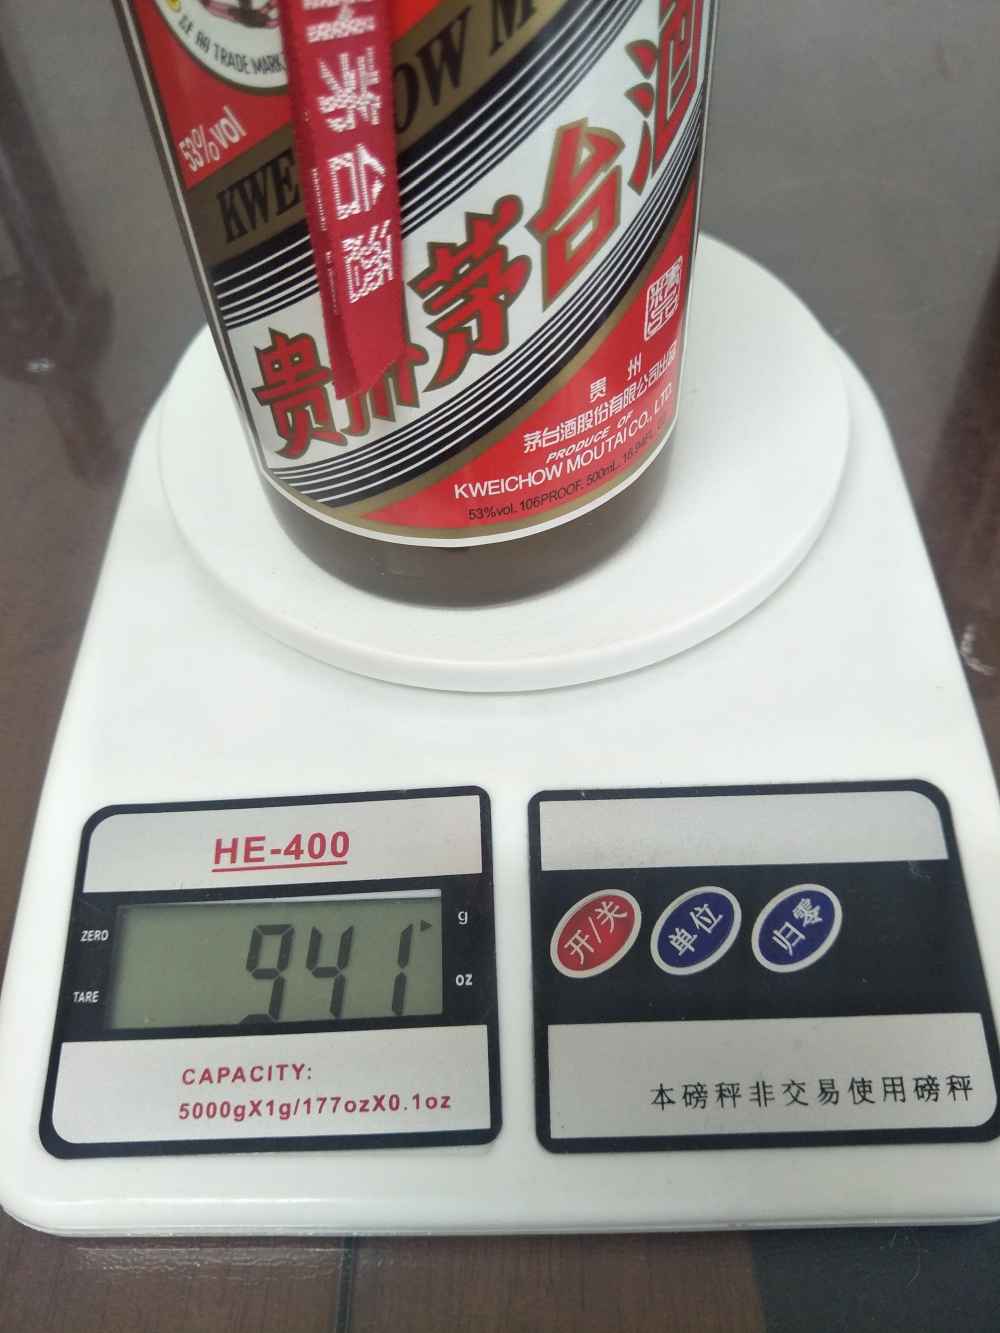 TRADE MARK
53%vol
贵州茅台酒
贵州
茅台酒股份有限公司出品
PRODUCE OF
KWEICHOW MOUTAI CO., LTD.
53%vol. 106PROOF. 500mL.
HE-400
ZERO
TARE
941
g
oz
CAPACITY:
5000gX1g/177ozX0.1oz
开/关
单位
归零
本磅秤非交易使用磅秤